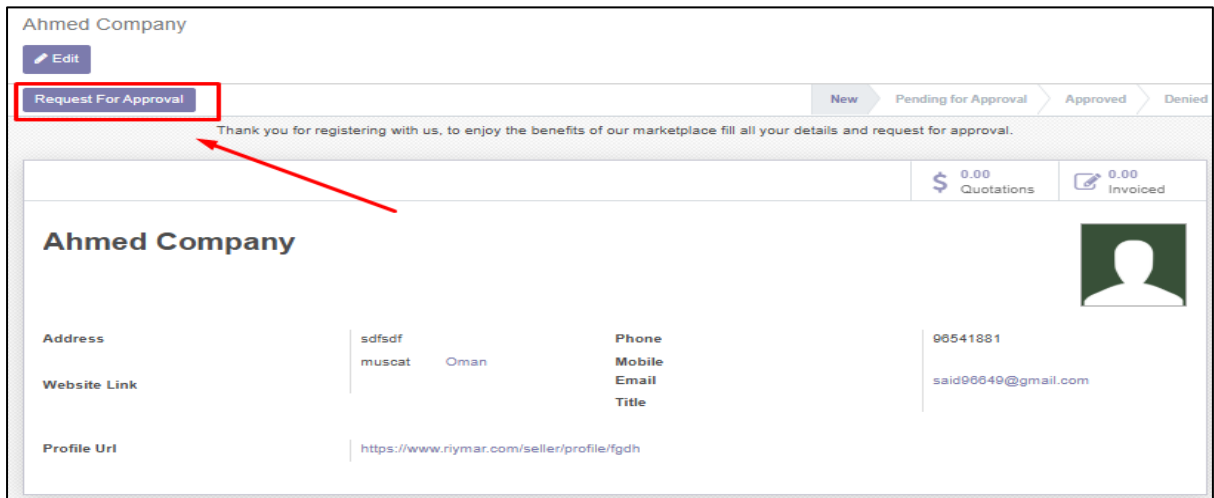 Ahmed Company
Edit
Request For Approval
New Pending for Approval Approved Denied
Thank you for registering with us, to enjoy the benefits of our marketplace fill all your details and request for approval.
$ 0.00 Quotations
0.00 Invoiced
Ahmed Company
Address sdfsdf Phone 96541881
muscat Oman Mobile
Website Link Email said96649@gmail.com
Title
Profile Url https://www.riymar.com/seller/profile/fgdh